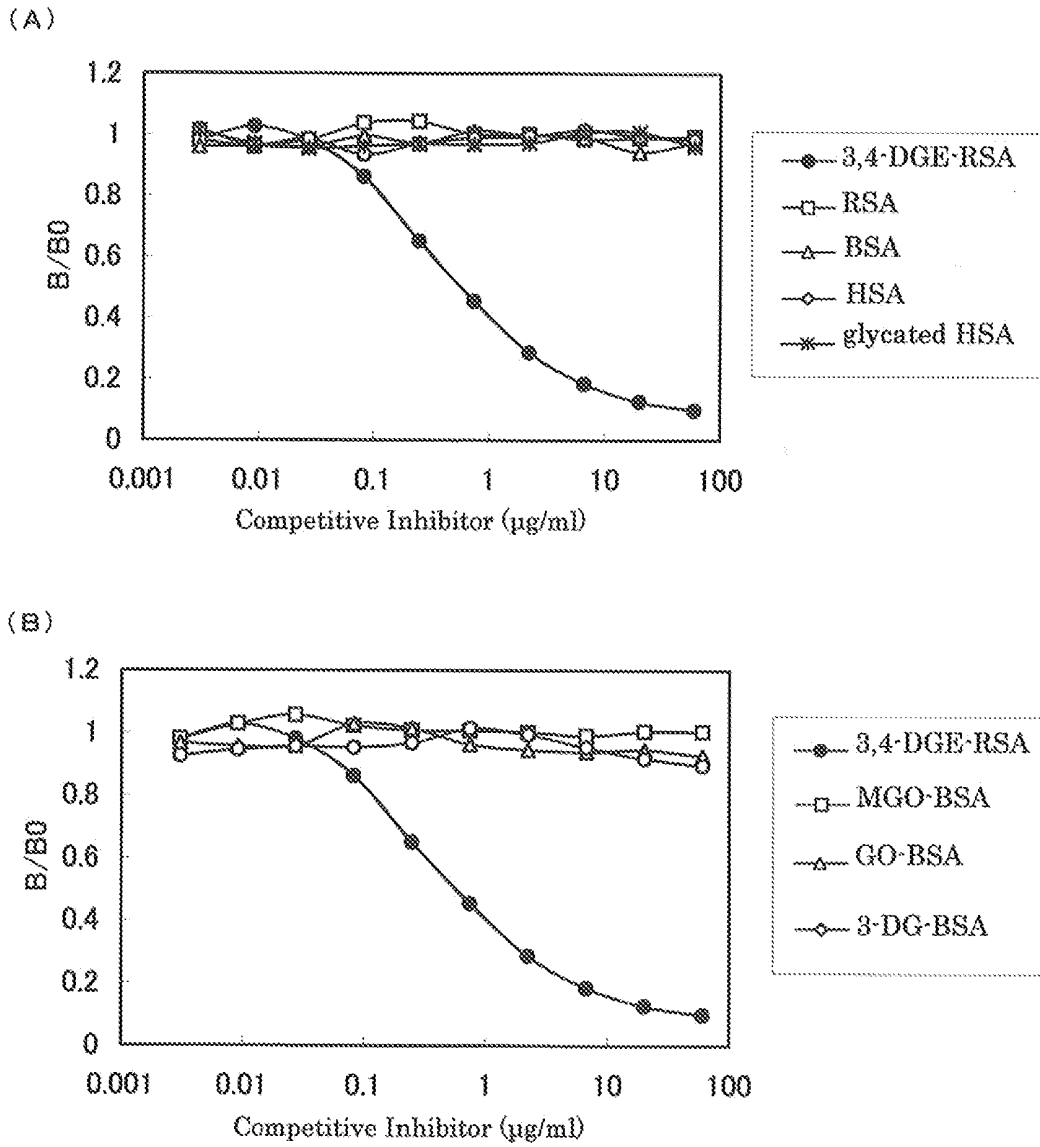 (A)
1.2
1
0.8
0.6
0.4
0.2
0
B/B0
0.001 0.01 0.1 1 10 100
Competitive Inhibitor (µg/ml)
3,4-DGE-RSA
RSA
BSA
HSA
glycated HSA
(B)
1.2
1
0.8
0.6
0.4
0.2
0
B/B0
0.001 0.01 0.1 1 10 100
Competitive Inhibitor (µg/ml)
3,4-DGE-RSA
MGO-BSA
GO-BSA
3-DG-BSA